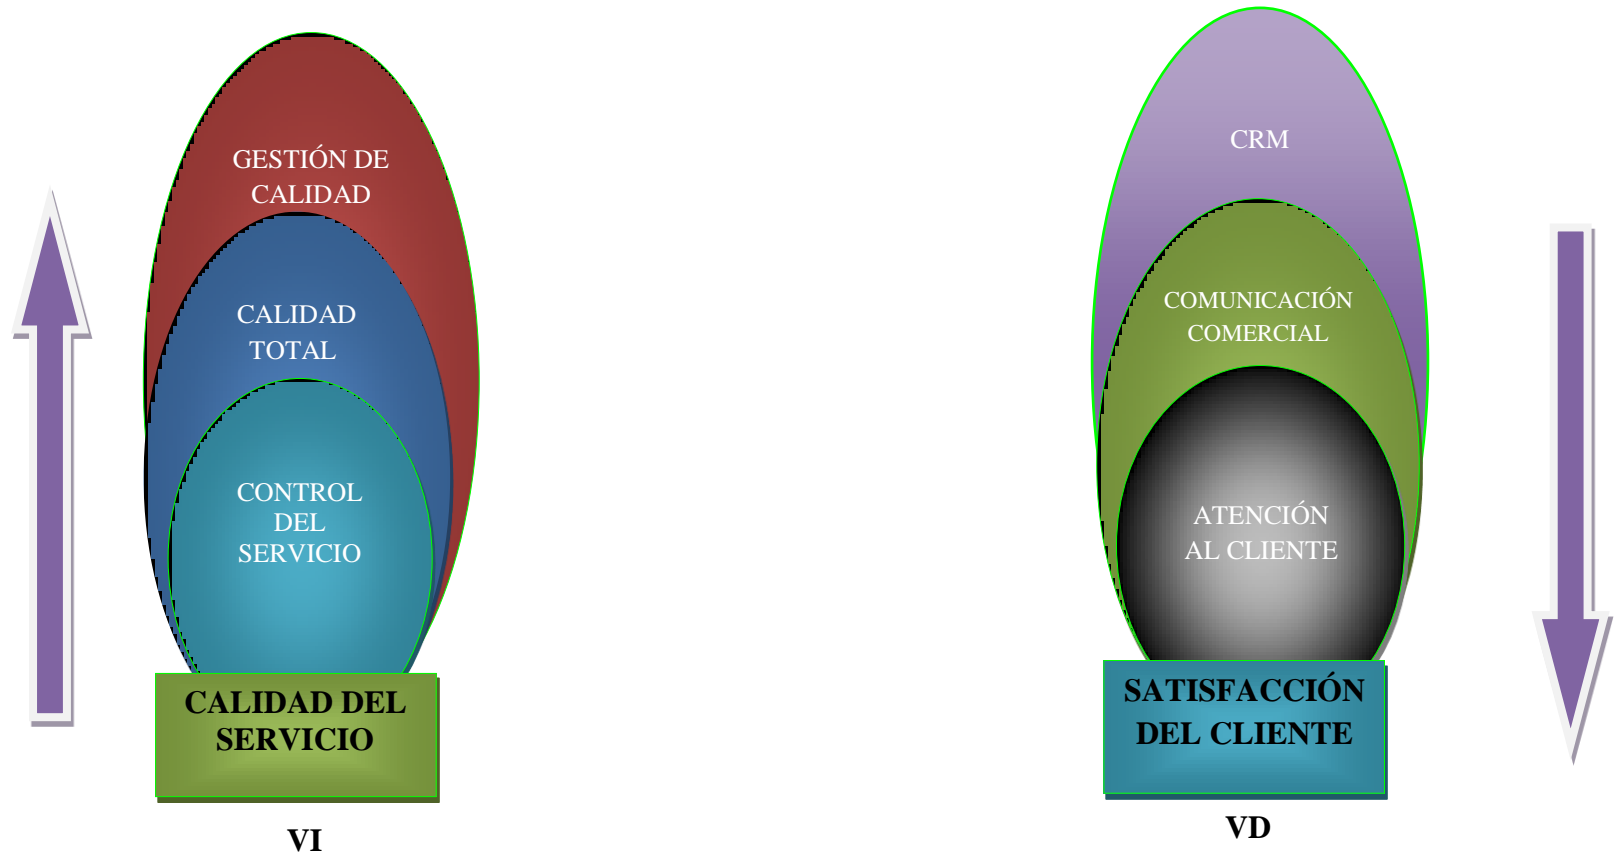 GESTIÓN DE
CALIDAD
CALIDAD
TOTAL
CONTROL
DEL
SERVICIO
CALIDAD DEL
SERVICIO
VI
CRM
COMUNICACIÓN
COMERCIAL
ATENCIÓN
AL CLIENTE
SATISFACCIÓN
DEL CLIENTE
VD